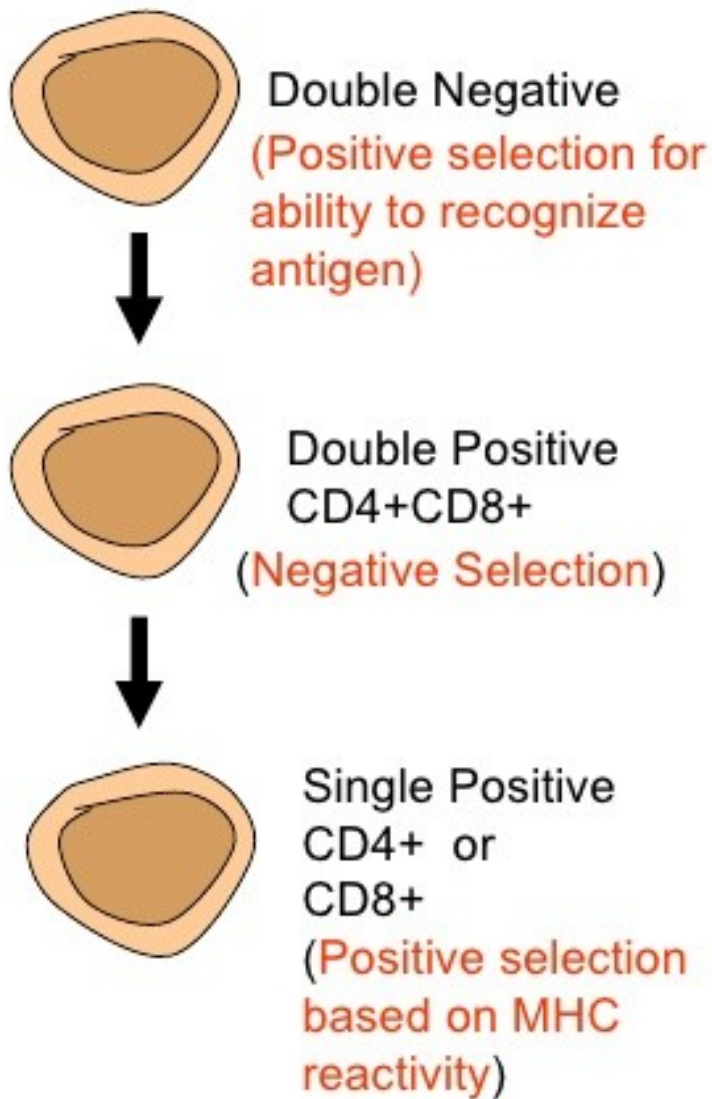 Double Negative
(Positive selection for
ability to recognize
antigen)
Double Positive
CD4+CD8+
(Negative Selection)
Single Positive
CD4+ or
CD8+
(Positive selection
based on MHC
reactivity)